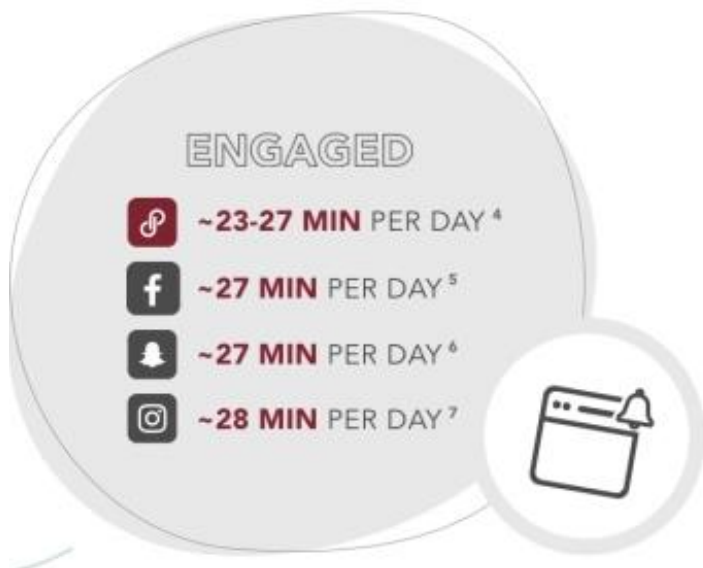 ENGAGED
~23-27 MIN PER DAY 4
~27 MIN PER DAY 5
~27 MIN PER DAY 6
~28 MIN PER DAY 7